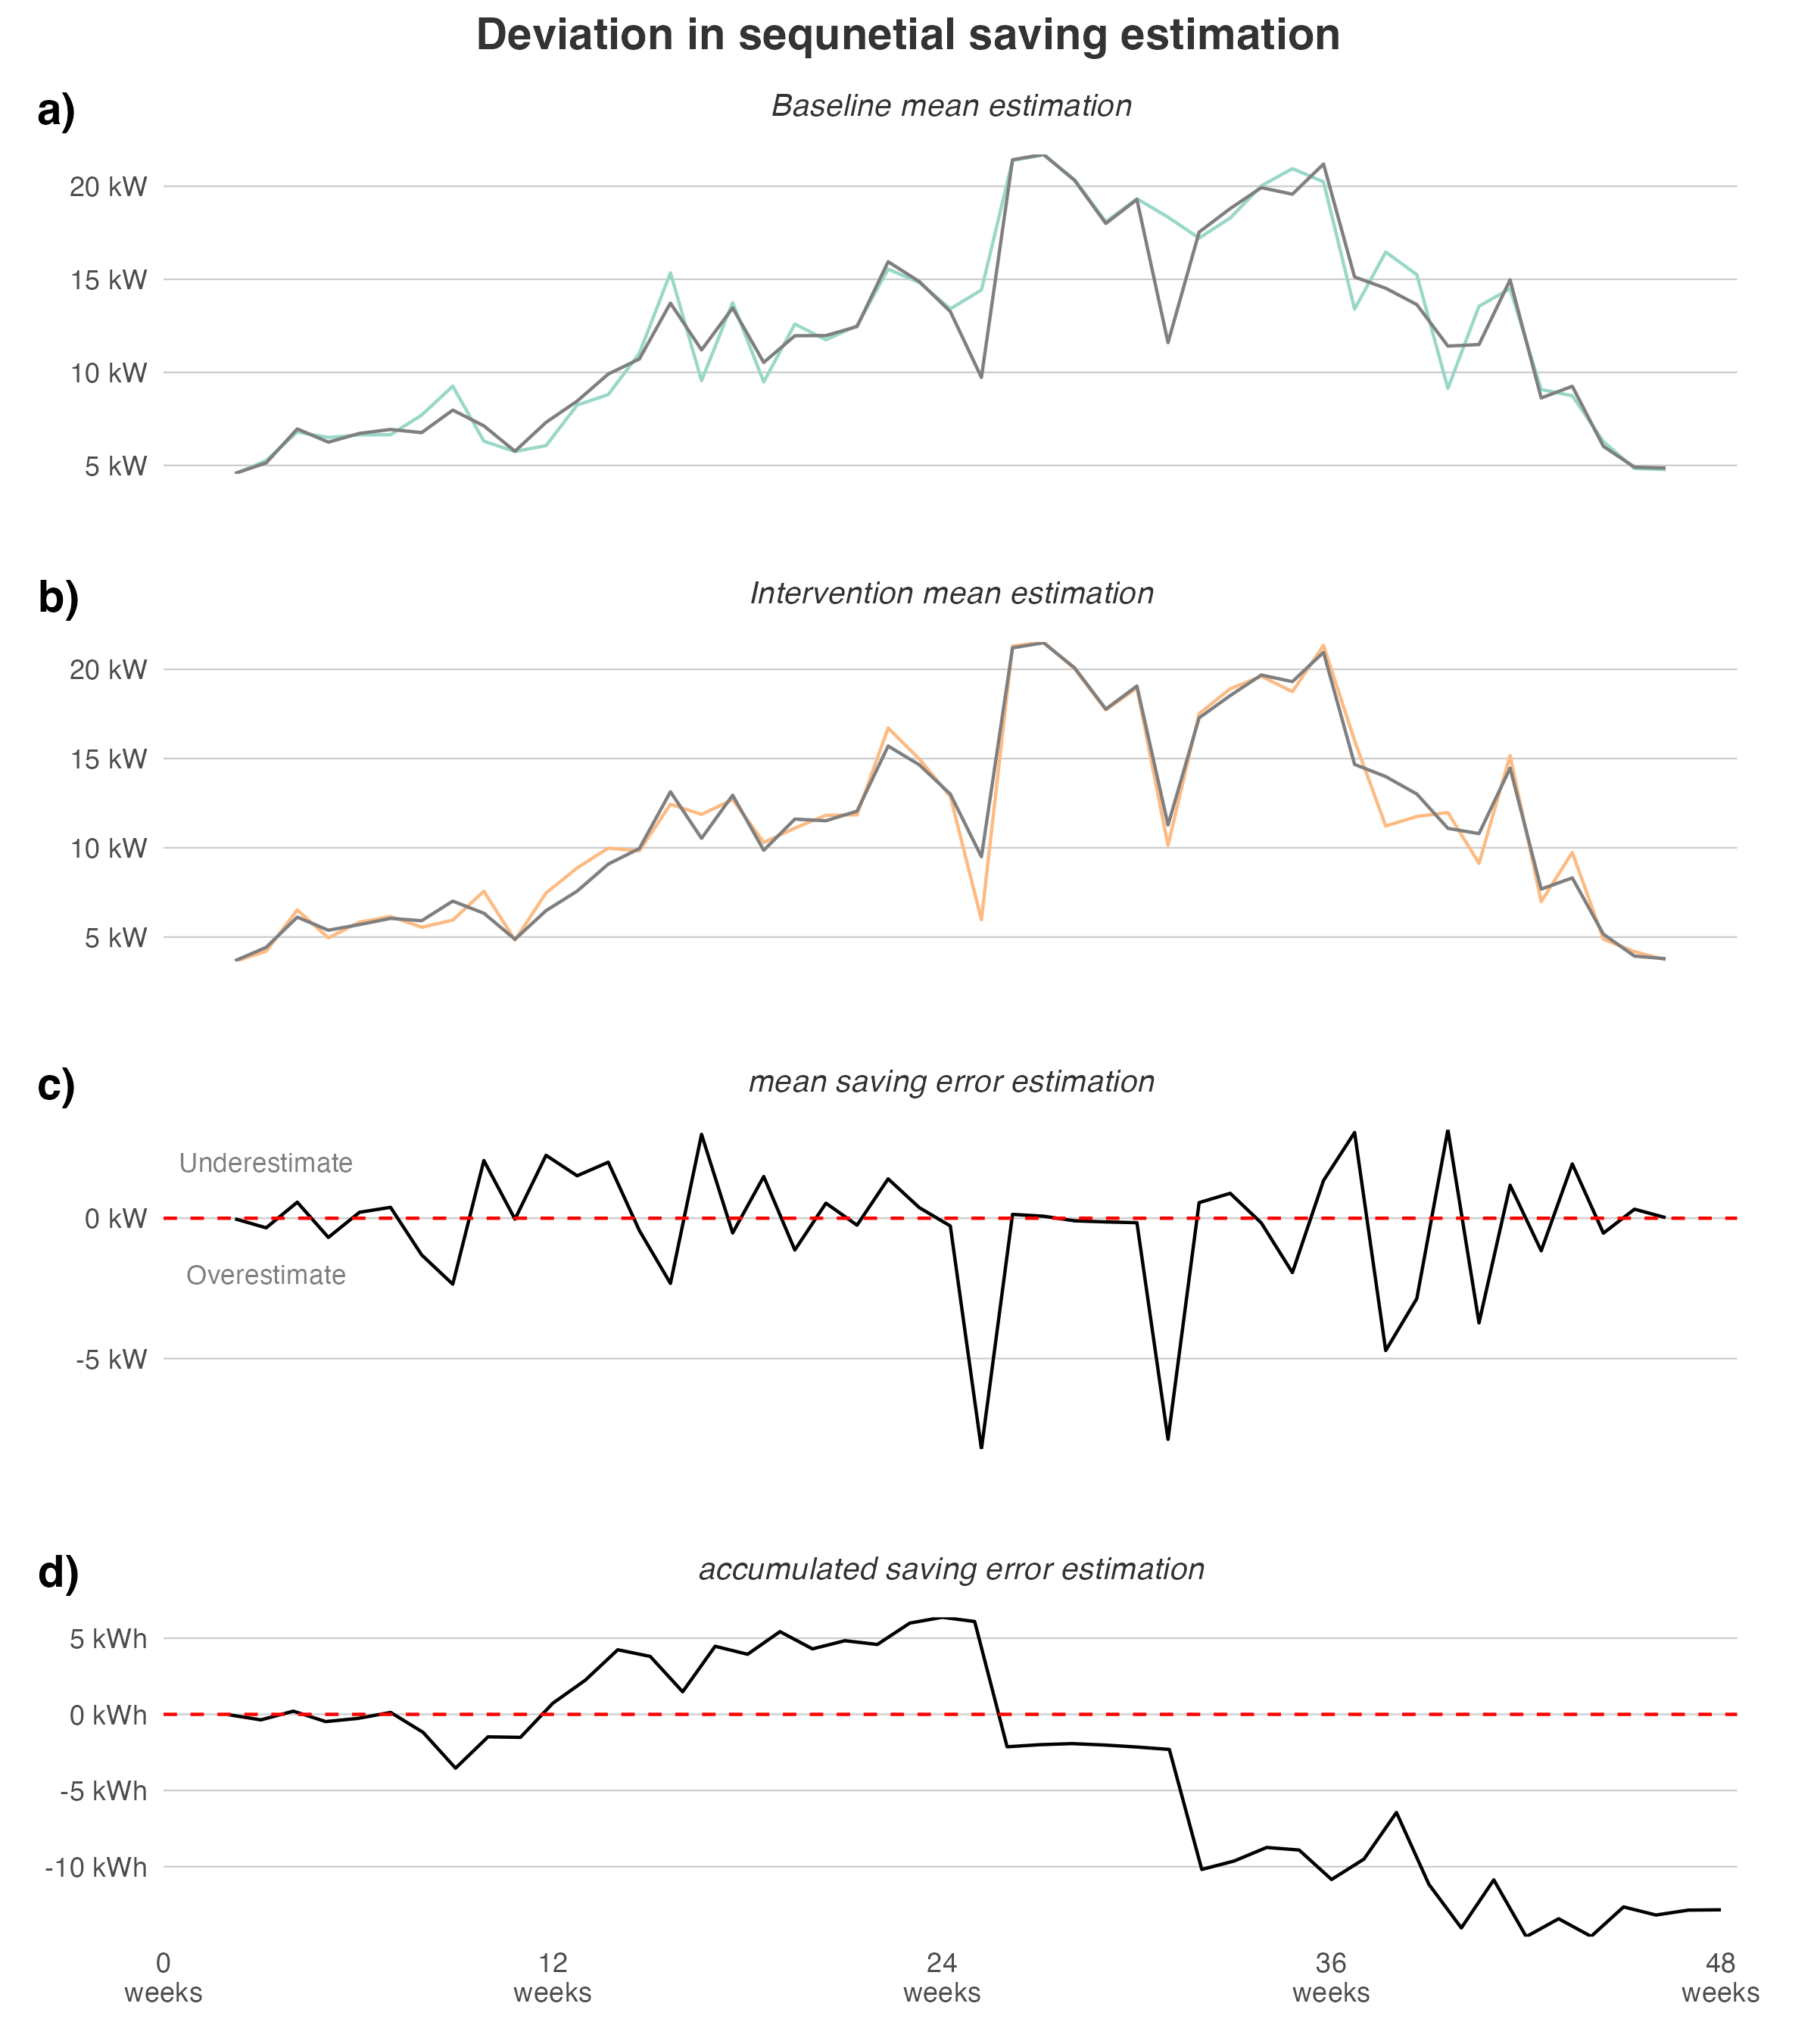 Deviation in sequnetial saving estimation
a)
Baseline mean estimation
20 kW
15 kW
10 kW
5 kW
b)
Intervention mean estimation
20 kW
15 kW
10 kW
5 kW
c)
mean saving error estimation
Underestimate
0 kW
Overestimate
-5 kW
d)
accumulated saving error estimation
5 kWh
0 kWh
-5 kWh
-10 kWh
0 12 24 36 48
weeks weeks weeks weeks weeks